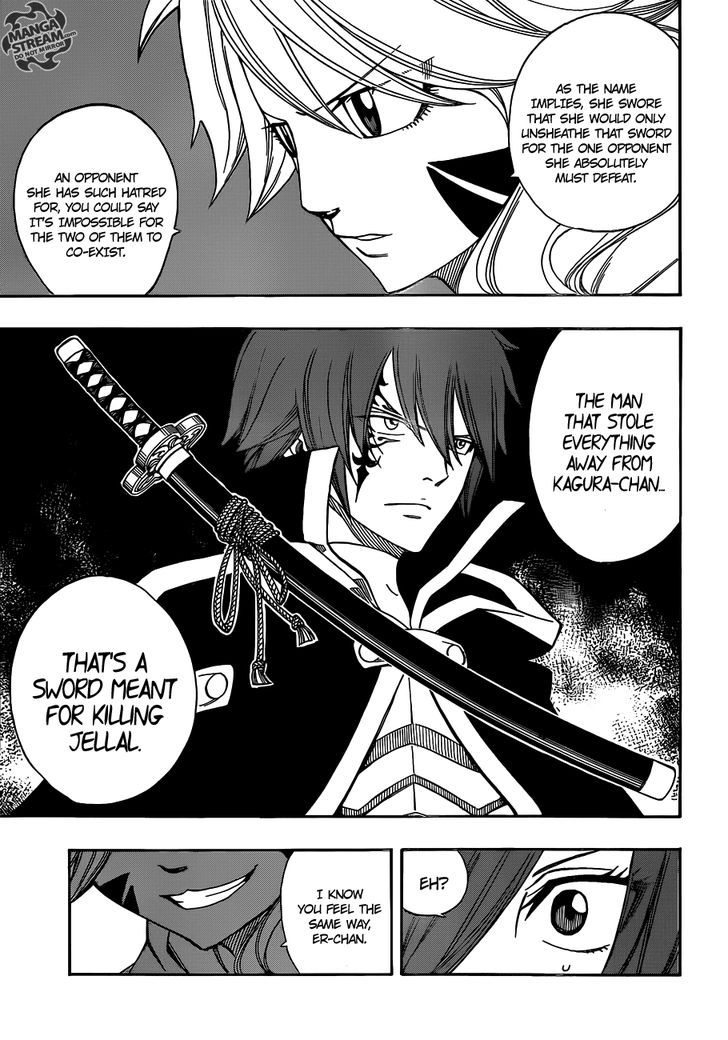 MANGA
STREAM.com
DO NOT MIRROR!
AS THE NAME
IMPLIES, SHE SWORE
THAT SHE WOULD ONLY
UNSHEATHE THAT SWORD
FOR THE ONE OPPONENT
SHE ABSOLUTELY
MUST DEFEAT.
AN OPPONENT
SHE HAS SUCH HATRED
FOR, YOU COULD SAY
IT'S IMPOSSIBLE FOR
THE TWO OF THEM TO
CO-EXIST.
THE MAN
THAT STOLE
EVERYTHING
AWAY FROM
KAGURA-CHAN...
THAT'S A
SWORD MEANT
FOR KILLING
JELLAL.
EH?
I KNOW
YOU FEEL THE
SAME WAY,
ER-CHAN.